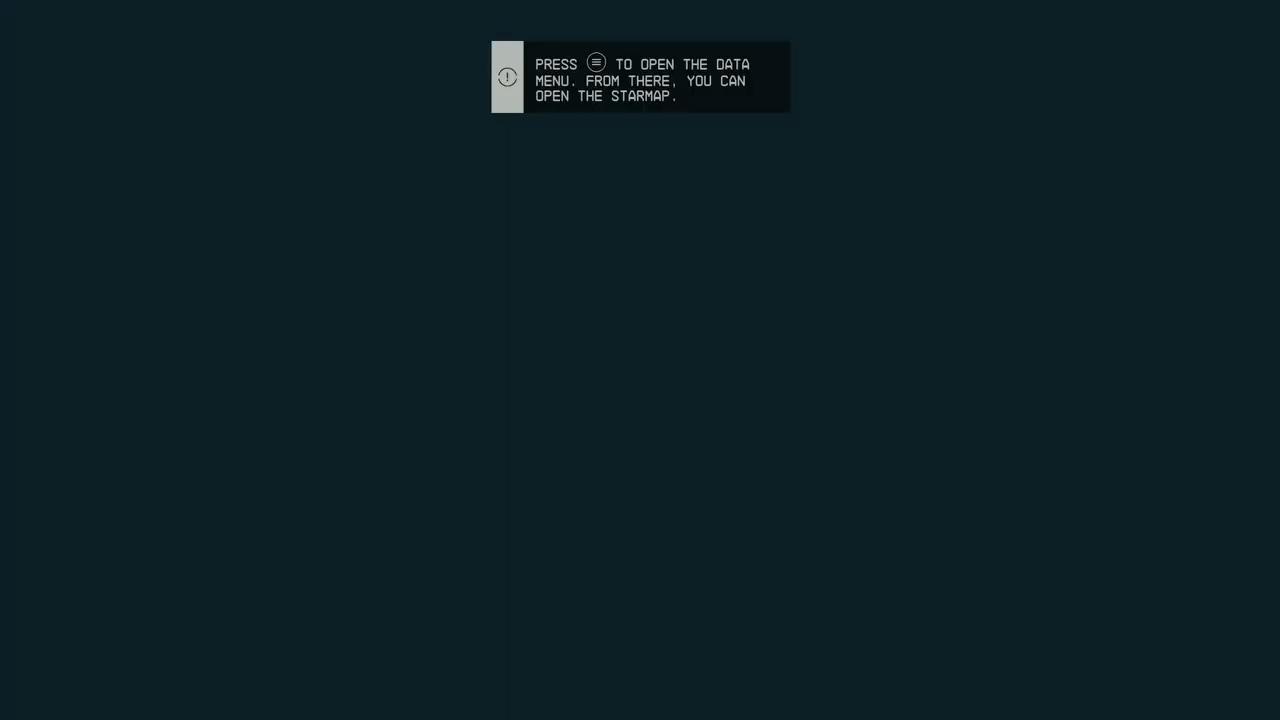 PRESS TO OPEN THE DATA
MENU. FROM THERE, YOU CAN
OPEN THE STARMAP.